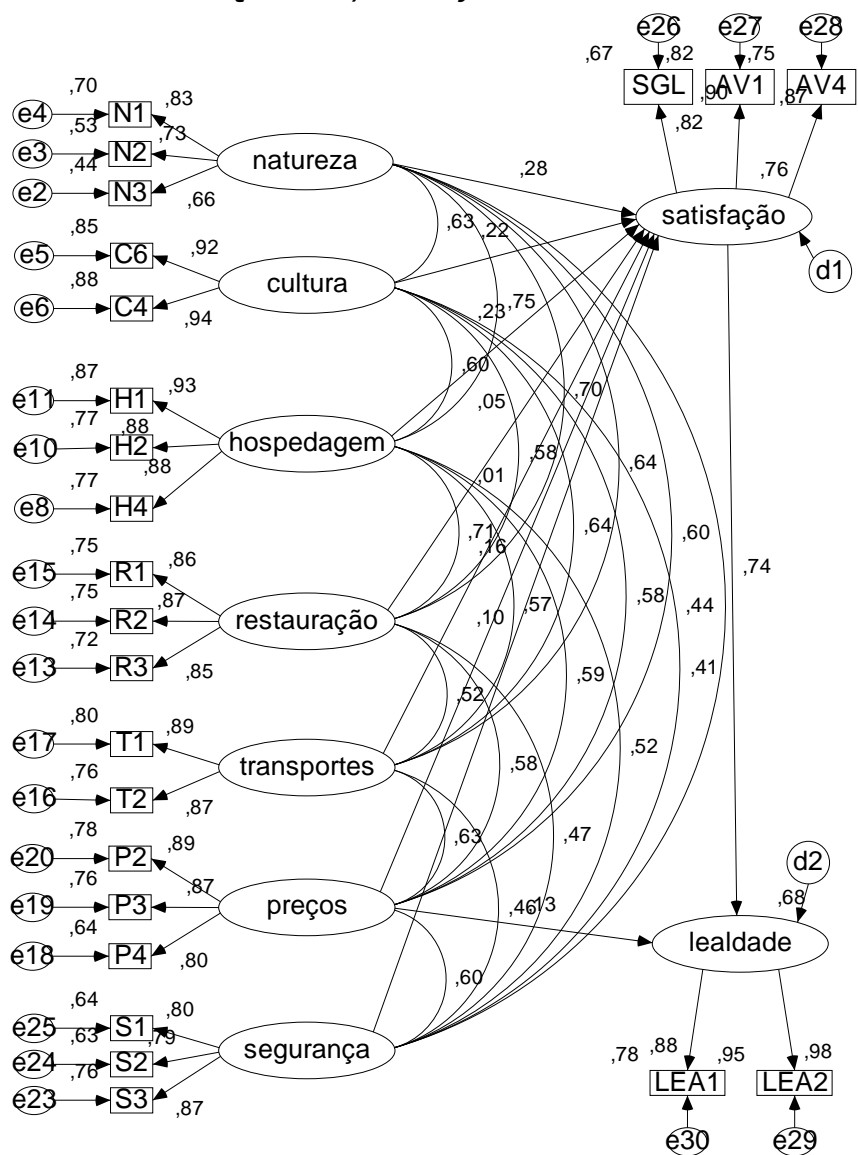 e26 e27 e28
,67 ,82 ,75
SGL AV1 AV4
,90 ,87
,82
,70
e4 N1 ,83
,53 ,73
e3 N2 natureza
,44
e2 N3 ,66
,28
,76
satisfação
,63 ,22
d1
,85
e5 C6 ,92
cultura
,88
e6 C4 ,94
,23 ,75
,60 ,70
,05
,87
e11 H1 ,93
,77 ,88
e10 H2 hospedagem
,88
,77
e8 H4
,58 ,64
,01
,71 ,16 ,64 ,60
,75
e15 R1 ,86
,74
,75 ,87
e14 R2 restauração
,72
e13 R3 ,85
,10 ,57 ,58 ,44
,59 ,41
,52
,80
e17 T1 ,89
transportes
,76
e16 T2 ,87
,58 ,52
,78
e20 P2 ,89
,63 ,47
,76 ,87
e19 P3 preços
,64
e18 P4 ,80
,46 ,13
d2
,68
lealdade
,60
,64
e25 S1 ,80
,63 ,79
e24 S2 segurança
,76
e23 S3 ,87
,78 ,88 ,95 ,98
LEA1 LEA2
e30 e29